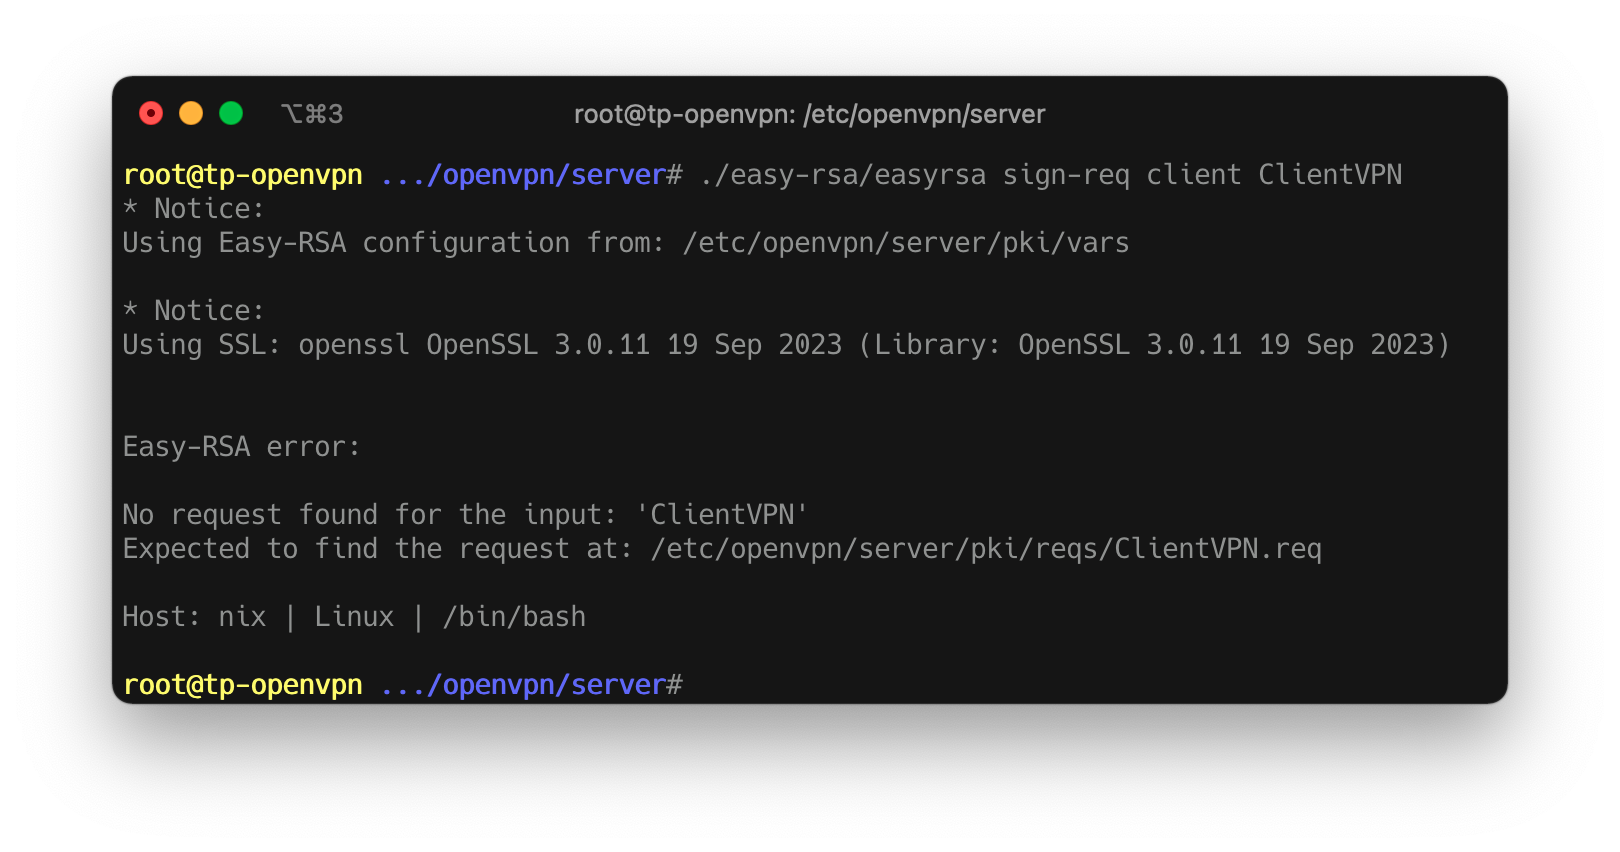 ⌥⌘3 root@tp-openvpn: /etc/openvpn/server
root@tp-openvpn .../openvpn/server# ./easy-rsa/easyrsa sign-req client ClientVPN
* Notice:
Using Easy-RSA configuration from: /etc/openvpn/server/pki/vars
* Notice:
Using SSL: openssl OpenSSL 3.0.11 19 Sep 2023 (Library: OpenSSL 3.0.11 19 Sep 2023)
Easy-RSA error:
No request found for the input: 'ClientVPN'
Expected to find the request at: /etc/openvpn/server/pki/reqs/ClientVPN.req
Host: nix | Linux | /bin/bash
root@tp-openvpn .../openvpn/server#